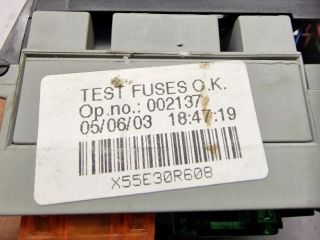 TEST FUSES O.K.
Op.no.: 002137
05/06/03 18:47:19
X55E30R608